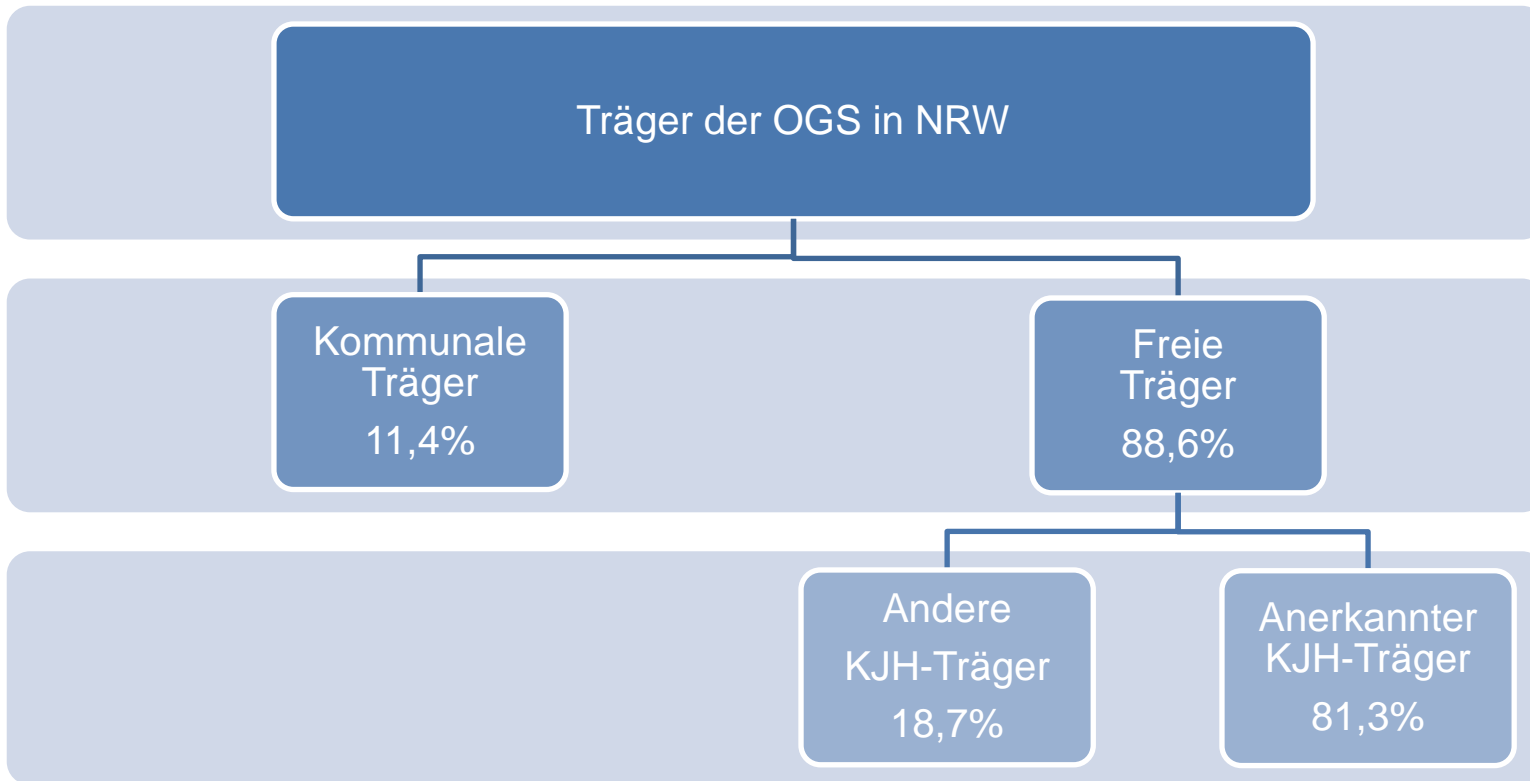 Träger der OGS in NRW
Kommunale
Träger
11,4%
Freie
Träger
88,6%
Andere
KJH-Träger
18,7%
Anerkannter
KJH-Träger
81,3%